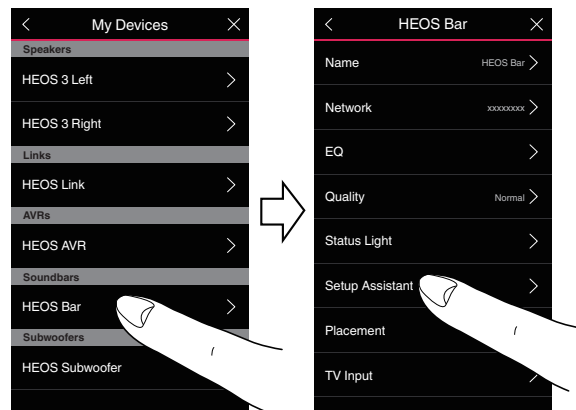 My Devices
Speakers
HEOS 3 Left
HEOS 3 Right
Links
HEOS Link
AVRs
HEOS AVR
Soundbars
HEOS Bar
Subwoofers
HEOS Subwoofer
HEOS Bar
Name HEOS Bar
Network xxxxxxxx
EQ
Quality Normal
Status Light
Setup Assistant
Placement
TV Input